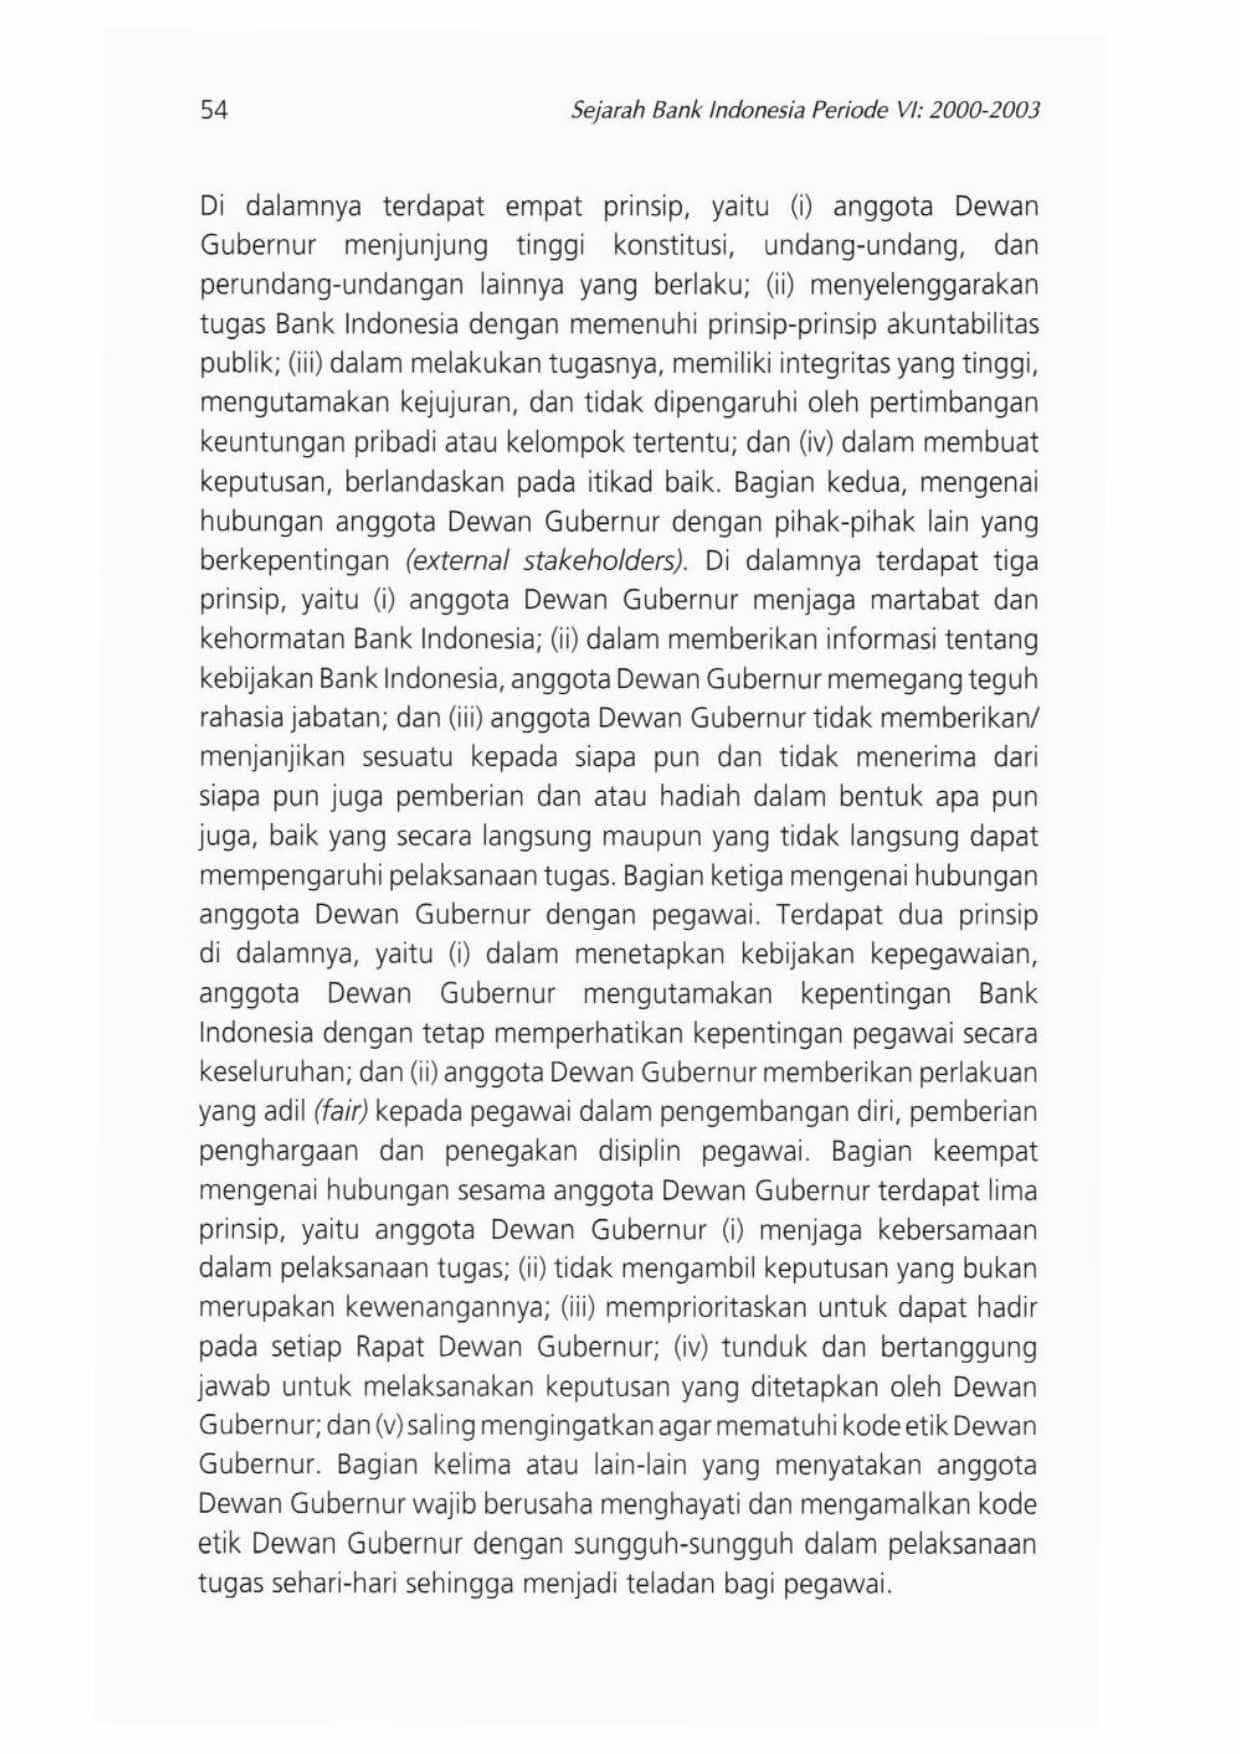 54
Sejarah Bank Indonesia Periode VI: 2000-2003
Di dalamnya terdapat empat prinsip, yaitu (i) anggota Dewan
Gubernur menjunjung tinggi konstitusi, undang-undang, dan
perundang-undangan lainnya yang berlaku; (ii) menyelenggarakan
tugas Bank Indonesia dengan memenuhi prinsip-prinsip akuntabilitas
publik; (iii) dalam melakukan tugasnya, memiliki integritas yang tinggi,
mengutamakan kejujuran, dan tidak dipengaruhi oleh pertimbangan
keuntungan pribadi atau kelompok tertentu; dan (iv) dalam membuat
keputusan, berlandaskan pada itikad baik. Bagian kedua, mengenai
hubungan anggota Dewan Gubernur dengan pihak-pihak lain yang
berkepentingan (external stakeholders). Di dalamnya terdapat tiga
prinsip, yaitu (i) anggota Dewan Gubernur menjaga martabat dan
kehormatan Bank Indonesia; (ii) dalam memberikan informasi tentang
kebijakan Bank Indonesia, anggota Dewan Gubernur memegang teguh
rahasia jabatan; dan (iii) anggota Dewan Gubernur tidak memberikan/
menjanjikan sesuatu kepada siapa pun dan tidak menerima dari
siapa pun juga pemberian dan atau hadiah dalam bentuk apa pun
juga, baik yang secara langsung maupun yang tidak langsung dapat
mempengaruhi pelaksanaan tugas. Bagian ketiga mengenai hubungan
anggota Dewan Gubernur dengan pegawai. Terdapat dua prinsip
di dalamnya, yaitu (i) dalam menetapkan kebijakan kepegawaian,
anggota Dewan Gubernur mengutamakan kepentingan Bank
Indonesia dengan tetap memperhatikan kepentingan pegawai secara
keseluruhan; dan (ii) anggota Dewan Gubernur memberikan perlakuan
yang adil (fair) kepada pegawai dalam pengembangan diri, pemberian
penghargaan dan penegakan disiplin pegawai. Bagian keempat
mengenai hubungan sesama anggota Dewan Gubernur terdapat lima
prinsip, yaitu anggota Dewan Gubernur (i) menjaga kebersamaan
dalam pelaksanaan tugas; (ii) tidak mengambil keputusan yang bukan
merupakan kewenangannya; (iii) memprioritaskan untuk dapat hadir
pada setiap Rapat Dewan Gubernur; (iv) tunduk dan bertanggung
jawab untuk melaksanakan keputusan yang ditetapkan oleh Dewan
Gubernur; dan (v) saling mengingatkan agar mematuhi kode etik Dewan
Gubernur. Bagian kelima atau lain-lain yang menyatakan anggota
Dewan Gubernur wajib berusaha menghayati dan mengamalkan kode
etik Dewan Gubernur dengan sungguh-sungguh dalam pelaksanaan
tugas sehari-hari sehingga menjadi teladan bagi pegawai.